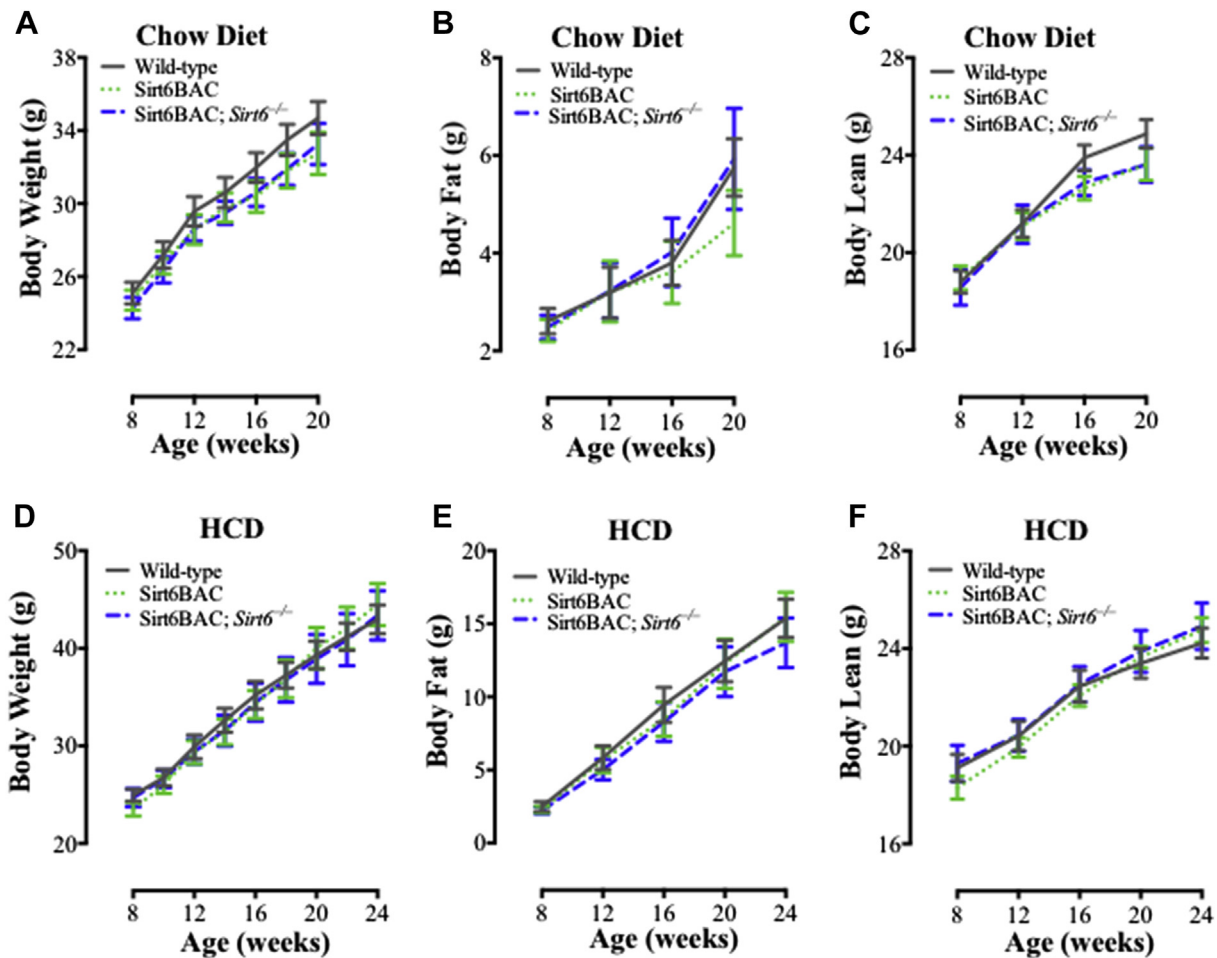 A
Chow Diet
Wild-type
Sirt6BAC
Sirt6BAC; Sirt6−/−
Body Weight (g)
38
34
30
26
22
8 12 16 20
Age (weeks)
B
Chow Diet
Wild-type
Sirt6BAC
Sirt6BAC; Sirt6−/−
Body Fat (g)
8
6
4
2
8 12 16 20
Age (weeks)
C
Chow Diet
Wild-type
Sirt6BAC
Sirt6BAC; Sirt6−/−
Body Lean (g)
28
24
20
16
8 12 16 20
Age (weeks)
D
HCD
Wild-type
Sirt6BAC
Sirt6BAC; Sirt6−/−
Body Weight (g)
50
40
30
20
8 12 16 20 24
Age (weeks)
E
HCD
Wild-type
Sirt6BAC
Sirt6BAC; Sirt6−/−
Body Fat (g)
20
15
10
5
0
8 12 16 20 24
Age (weeks)
F
HCD
Wild-type
Sirt6BAC
Sirt6BAC; Sirt6−/−
Body Lean (g)
28
24
20
16
8 12 16 20 24
Age (weeks)